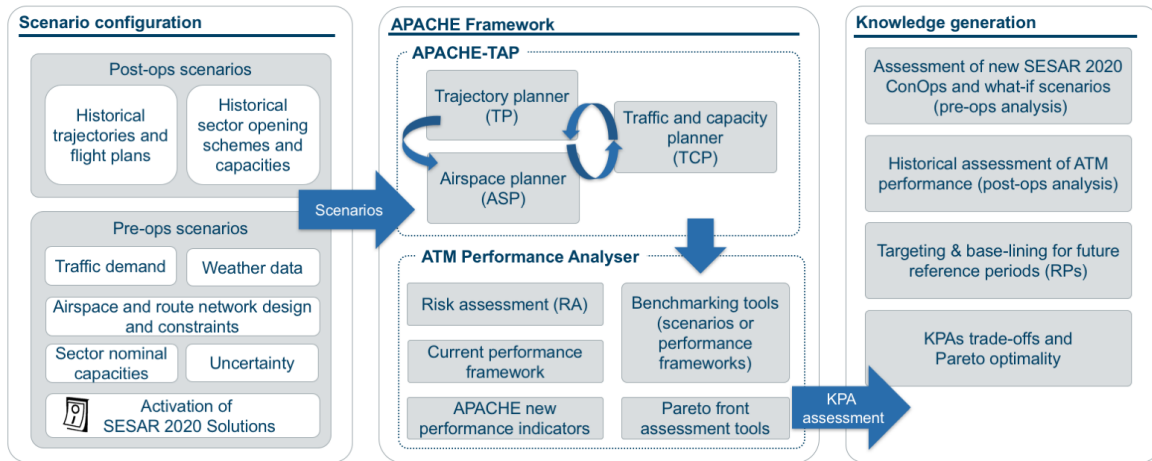 Scenario configuration
Post-ops scenarios
Historical
trajectories and
flight plans
Historical
sector opening
schemes and
capacities
Pre-ops scenarios
Traffic demand
Weather data
Airspace and route network design
and constraints
Sector nominal
capacities
Uncertainty
Activation of
SESAR 2020 Solutions
Scenarios
APACHE Framework
APACHE-TAP
Trajectory planner
(TP)
Airspace planner
(ASP)
Traffic and capacity
planner
(TCP)
ATM Performance Analyser
Risk assessment (RA)
Current performance
framework
APACHE new
performance indicators
Benchmarking tools
(scenarios or
performance
frameworks)
Pareto front
assessment tools
KPA
assessment
Knowledge generation
Assessment of new SESAR 2020
ConOps and what-if scenarios
(pre-ops analysis)
Historical assessment of ATM
performance (post-ops analysis)
Targeting & base-lining for future
reference periods (RPs)
KPAs trade-offs and
Pareto optimality